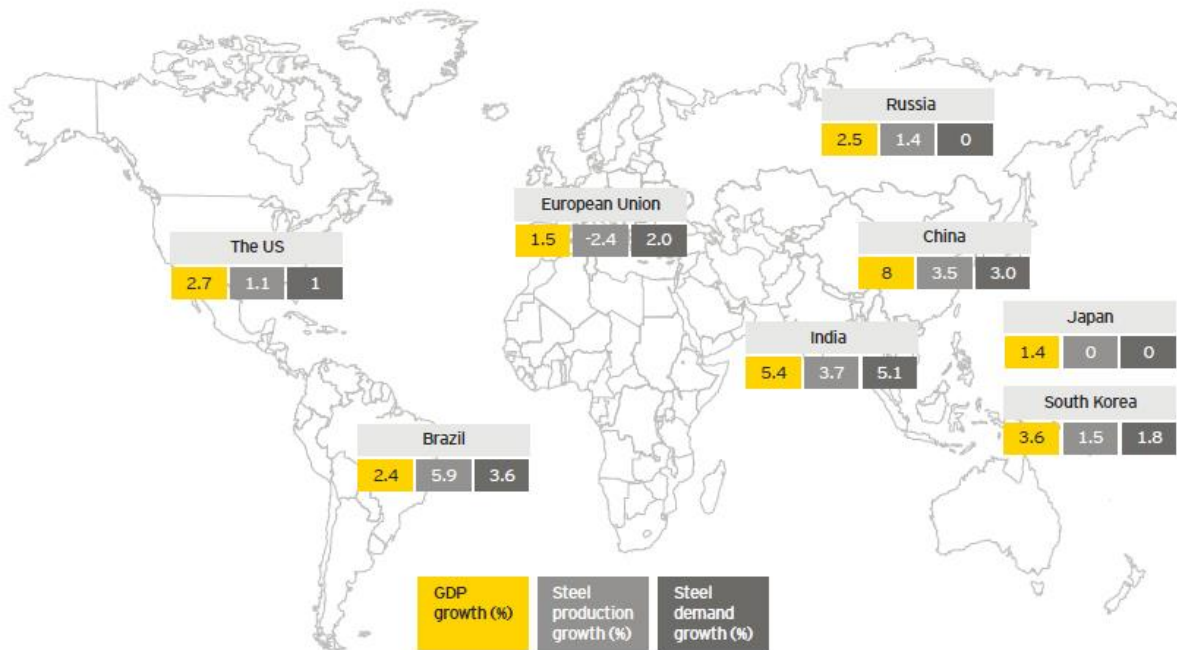 Russia
2.5 1.4 0
European Union
1.5 -2.4 2.0
The US
2.7 1.1 1
China
8 3.5 3.0
Japan
1.4 0 0
India
5.4 3.7 5.1
South Korea
3.6 1.5 1.8
Brazil
2.4 5.9 3.6
GDP
growth (%)
Steel
production
growth (%)
Steel
demand
growth (%)